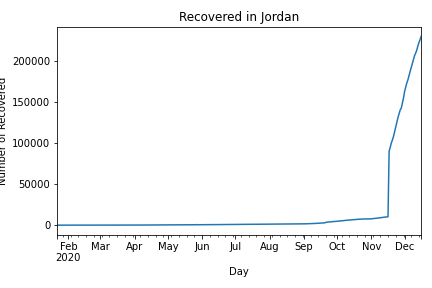 Recovered in Jordan
Number of Recovered
200000
150000
100000
50000
0
Feb Mar Apr May Jun Jul Aug Sep Oct Nov Dec
2020
Day